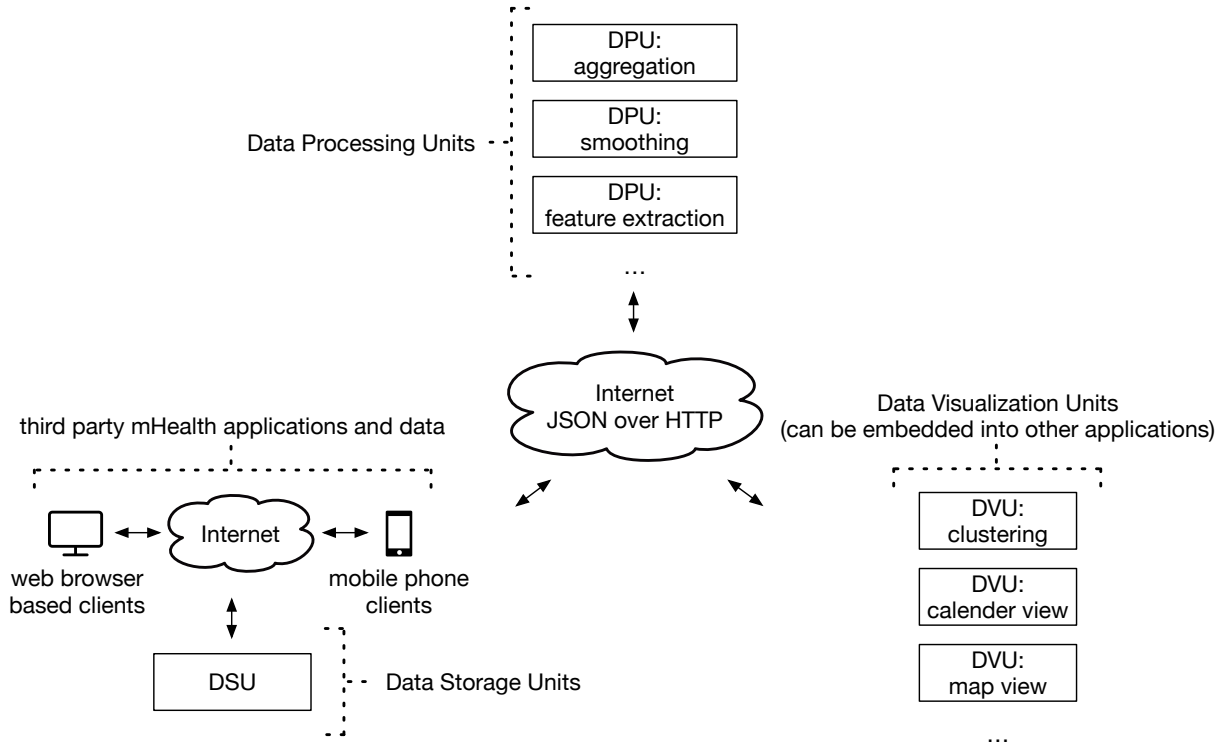 DPU:
aggregation
Data Processing Units
DPU:
smoothing
DPU:
feature extraction
...
Internet
JSON over HTTP
third party mHealth applications and data
Internet
web browser
based clients
mobile phone
clients
DSU
Data Storage Units
Data Visualization Units
(can be embedded into other applications)
DVU:
clustering
DVU:
calender view
DVU:
map view
...